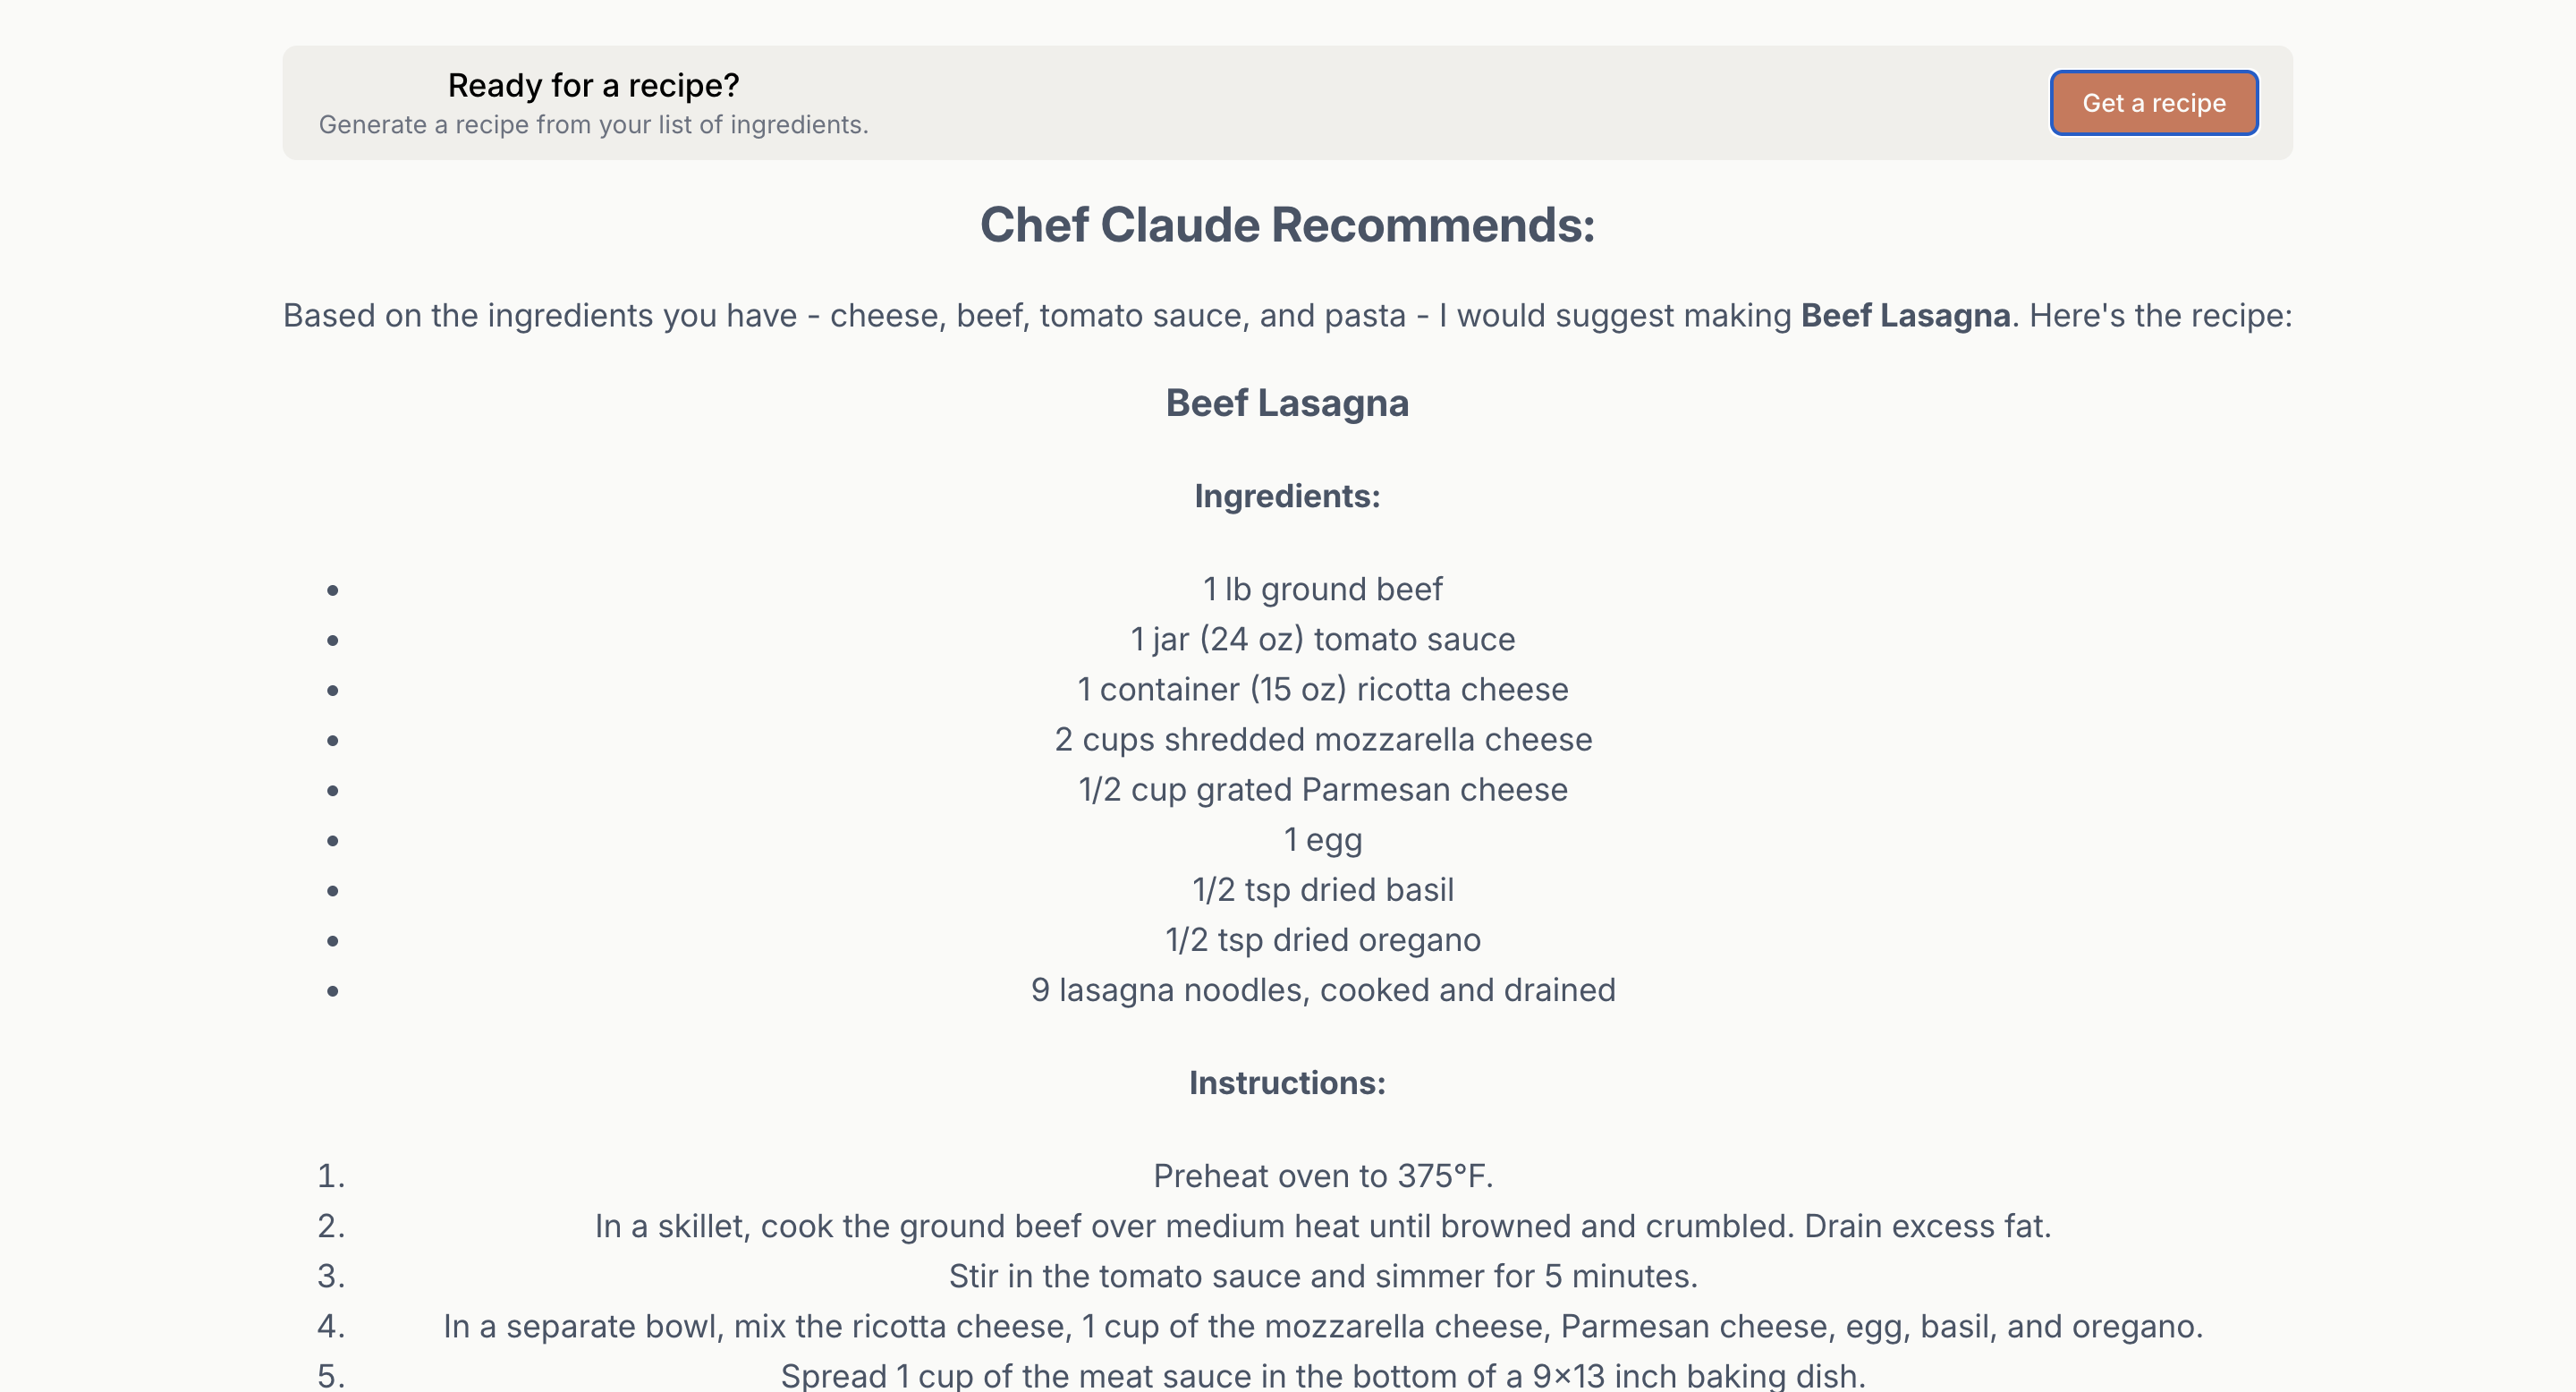 Ready for a recipe?
Generate a recipe from your list of ingredients.
Get a recipe
Chef Claude Recommends:
Based on the ingredients you have - cheese, beef, tomato sauce, and pasta - I would suggest making Beef Lasagna. Here's the recipe:
Beef Lasagna
Ingredients:
• 1 lb ground beef
• 1 jar (24 oz) tomato sauce
• 1 container (15 oz) ricotta cheese
• 2 cups shredded mozzarella cheese
• 1/2 cup grated Parmesan cheese
• 1 egg
• 1/2 tsp dried basil
• 1/2 tsp dried oregano
• 9 lasagna noodles, cooked and drained
Instructions:
1. Preheat oven to 375°F.
2. In a skillet, cook the ground beef over medium heat until browned and crumbled. Drain excess fat.
3. Stir in the tomato sauce and simmer for 5 minutes.
4. In a separate bowl, mix the ricotta cheese, 1 cup of the mozzarella cheese, Parmesan cheese, egg, basil, and oregano.
5. Spread 1 cup of the meat sauce in the bottom of a 9×13 inch baking dish.